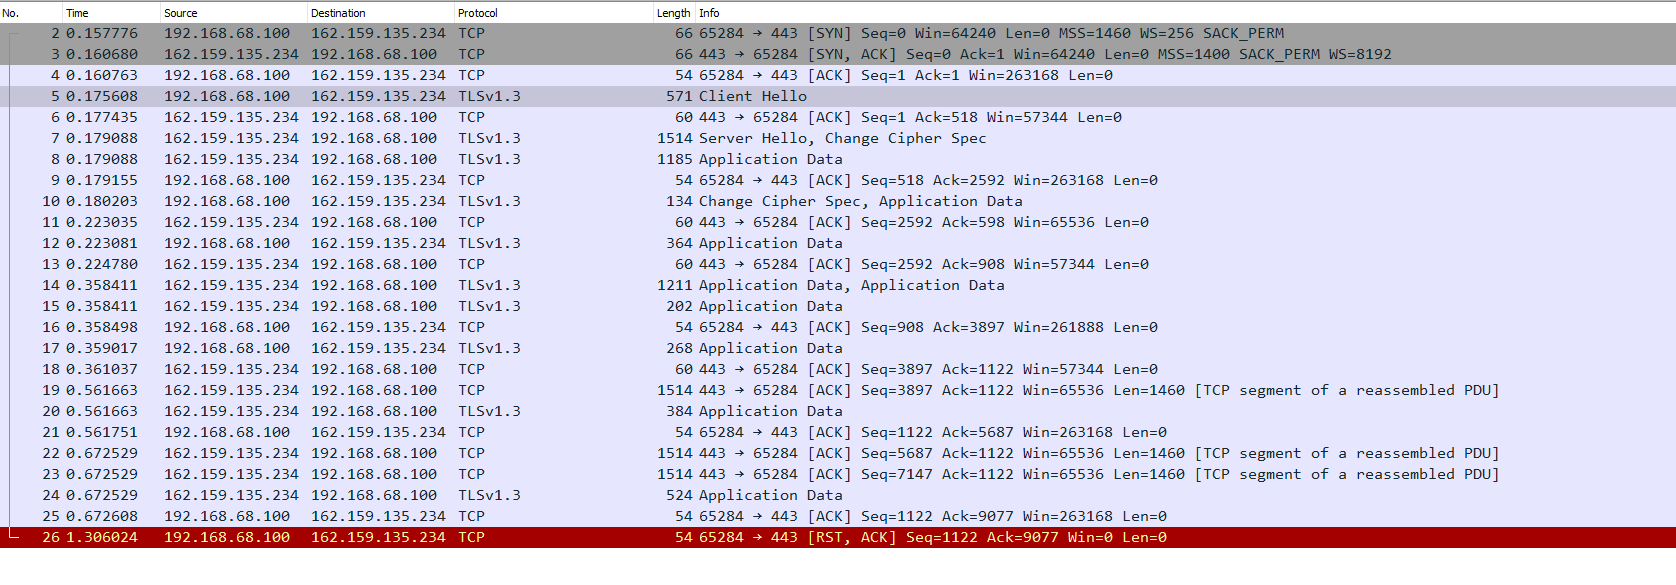 No. Time Source Destination Protocol Length Info
2 0.157776 192.168.68.100 162.159.135.234 TCP 66 65284 → 443 [SYN] Seq=0 Win=64240 Len=0 MSS=1460 WS=256 SACK_PERM
3 0.160680 162.159.135.234 192.168.68.100 TCP 66 443 → 65284 [SYN, ACK] Seq=0 Ack=1 Win=64240 Len=0 MSS=1400 SACK_PERM WS=8192
4 0.160763 192.168.68.100 162.159.135.234 TCP 54 65284 → 443 [ACK] Seq=1 Ack=1 Win=263168 Len=0
5 0.175608 192.168.68.100 162.159.135.234 TLSv1.3 571 Client Hello
6 0.177435 162.159.135.234 192.168.68.100 TCP 60 443 → 65284 [ACK] Seq=1 Ack=518 Win=57344 Len=0
7 0.179088 162.159.135.234 192.168.68.100 TLSv1.3 1514 Server Hello, Change Cipher Spec
8 0.179088 162.159.135.234 192.168.68.100 TLSv1.3 1185 Application Data
9 0.179155 192.168.68.100 162.159.135.234 TCP 54 65284 → 443 [ACK] Seq=518 Ack=2592 Win=263168 Len=0
10 0.180203 192.168.68.100 162.159.135.234 TLSv1.3 134 Change Cipher Spec, Application Data
11 0.223035 162.159.135.234 192.168.68.100 TCP 60 443 → 65284 [ACK] Seq=2592 Ack=598 Win=65536 Len=0
12 0.223081 192.168.68.100 162.159.135.234 TLSv1.3 364 Application Data
13 0.224780 162.159.135.234 192.168.68.100 TCP 60 443 → 65284 [ACK] Seq=2592 Ack=908 Win=57344 Len=0
14 0.358411 162.159.135.234 192.168.68.100 TLSv1.3 1211 Application Data, Application Data
15 0.358411 162.159.135.234 192.168.68.100 TLSv1.3 202 Application Data
16 0.358498 192.168.68.100 162.159.135.234 TCP 54 65284 → 443 [ACK] Seq=908 Ack=3897 Win=261888 Len=0
17 0.359017 192.168.68.100 162.159.135.234 TLSv1.3 268 Application Data
18 0.361037 162.159.135.234 192.168.68.100 TCP 60 443 → 65284 [ACK] Seq=3897 Ack=1122 Win=57344 Len=0
19 0.561663 162.159.135.234 192.168.68.100 TCP 1514 443 → 65284 [ACK] Seq=3897 Ack=1122 Win=65536 Len=1460 [TCP segment of a reassembled PDU]
20 0.561663 162.159.135.234 192.168.68.100 TLSv1.3 384 Application Data
21 0.561751 192.168.68.100 162.159.135.234 TCP 54 65284 → 443 [ACK] Seq=1122 Ack=5687 Win=263168 Len=0
22 0.672529 162.159.135.234 192.168.68.100 TCP 1514 443 → 65284 [ACK] Seq=5687 Ack=1122 Win=65536 Len=1460 [TCP segment of a reassembled PDU]
23 0.672529 162.159.135.234 192.168.68.100 TCP 1514 443 → 65284 [ACK] Seq=7147 Ack=1122 Win=65536 Len=1460 [TCP segment of a reassembled PDU]
24 0.672529 162.159.135.234 192.168.68.100 TLSv1.3 524 Application Data
25 0.672608 192.168.68.100 162.159.135.234 TCP 54 65284 → 443 [ACK] Seq=1122 Ack=9077 Win=263168 Len=0
26 1.306024 192.168.68.100 162.159.135.234 TCP 54 65284 → 443 [RST, ACK] Seq=1122 Ack=9077 Win=0 Len=0